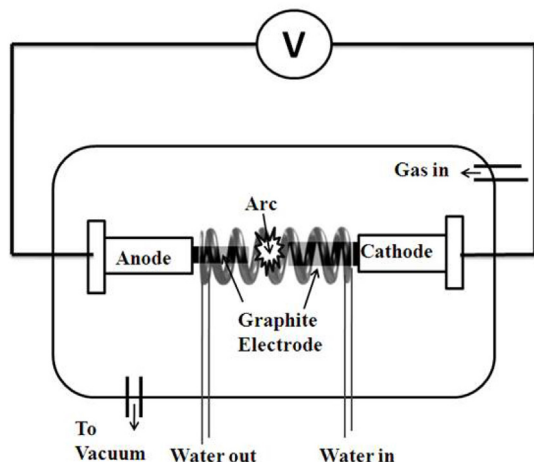 V
Gas in
Arc
Anode
Cathode
Graphite
Electrode
To
Vacuum
Water out
Water in